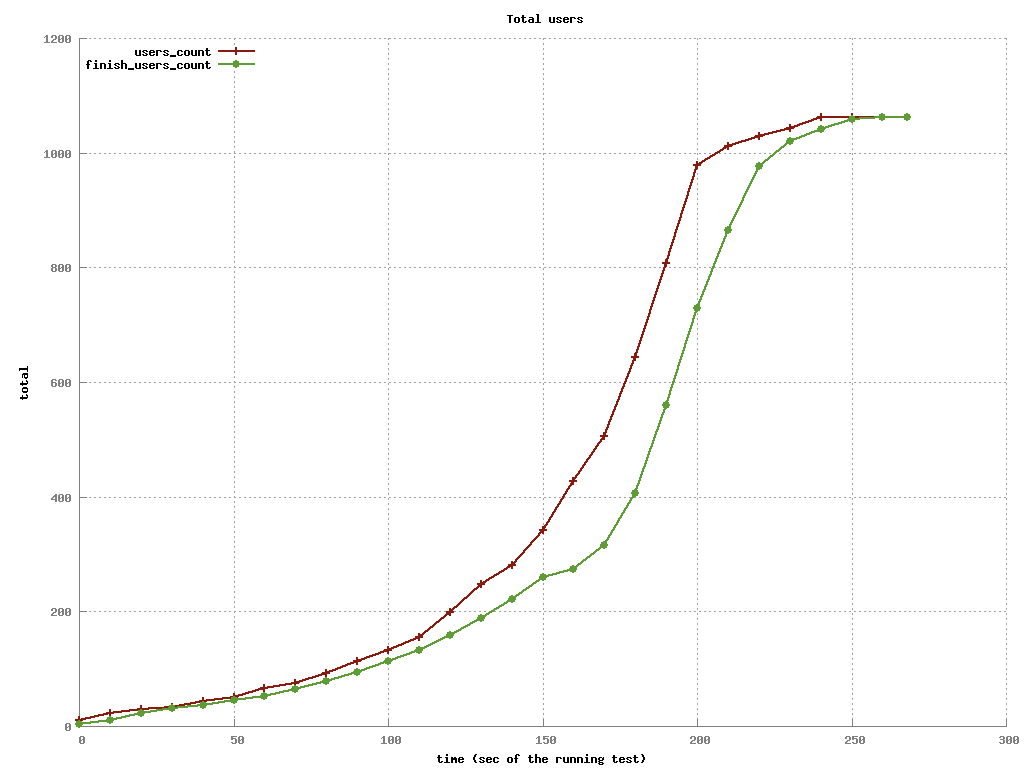 Total users
1200
users_count
finish_users_count
1000
800
total
600
400
200
0
0 50 100 150 200 250 300
time (sec of the running test)